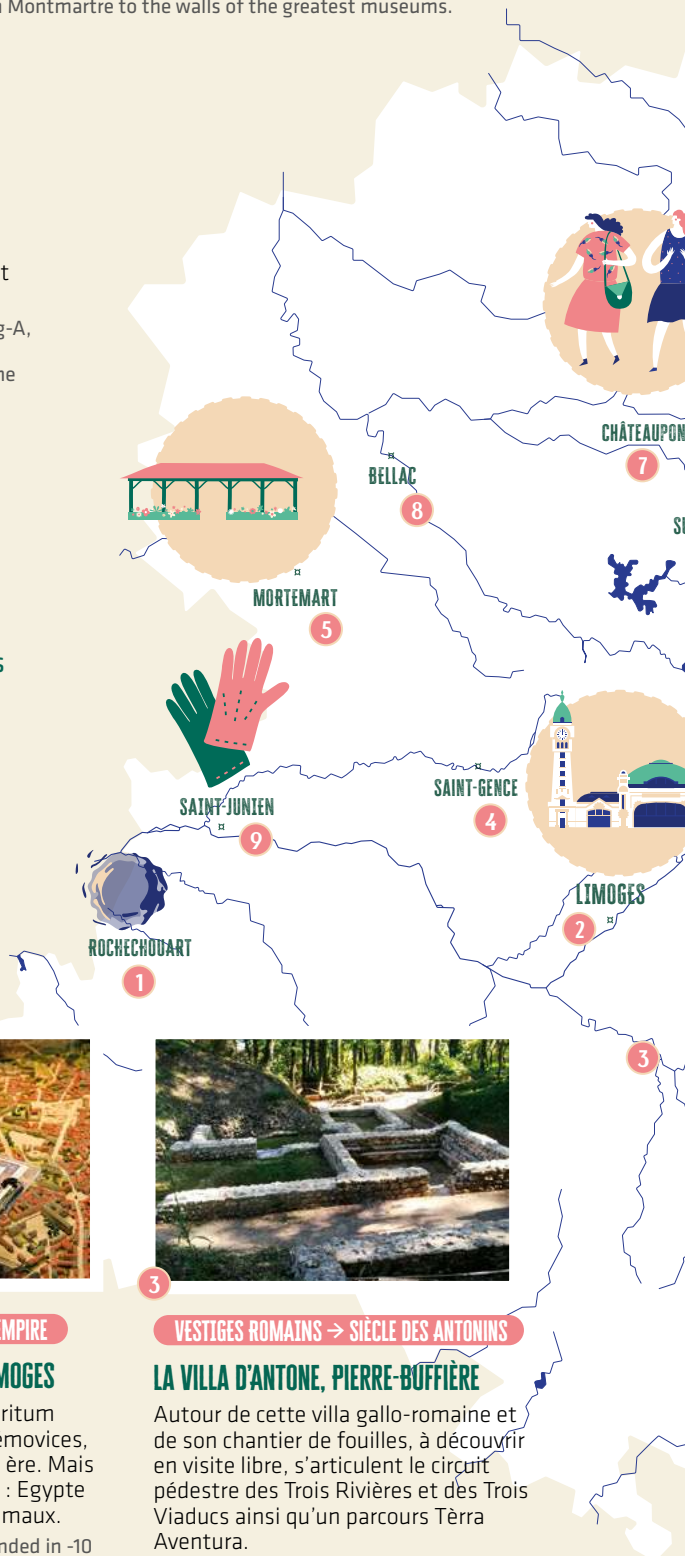 Montmartre to the walls of the greatest museums.
CHÂTEAUPON
7
BELLAC
8
MORTEMART
5
SAINT-GENCE
4
SAINT-JUNIEN
9
LIMOGES
2
ROCHECHOUART
1
3
3
EMPIRE
MOGES
ritum
emovices,
ère. Mais
: Egypte
maux.
nded in -10
VESTIGES ROMAINS → SIÈCLE DES ANTONINS
LA VILLA D'ANTONE, PIERRE-BUFFIÈRE
Autour de cette villa gallo-romaine et
de son chantier de fouilles, à découvrir
en visite libre, s'articulent le circuit
pédestre des Trois Rivières et des Trois
Viaducs ainsi qu'un parcours Tèrra
Aventura.